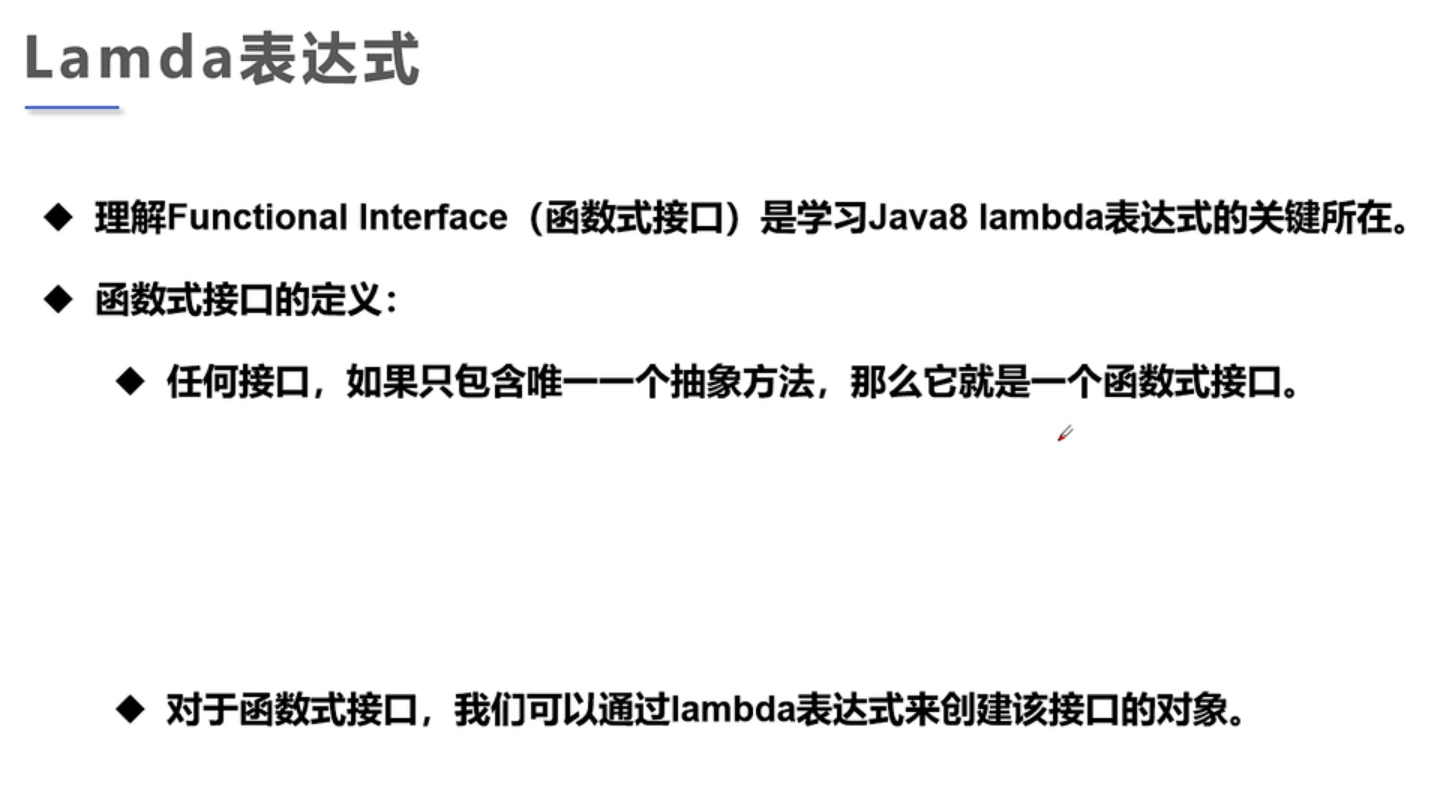 Lamda表达式
理解Functional Interface（函数式接口）是学习Java8 lambda表达式的关键所在。
函数式接口的定义：
任何接口，如果只包含唯一一个抽象方法，那么它就是一个函数式接口。
对于函数式接口，我们可以通过lambda表达式来创建该接口的对象。